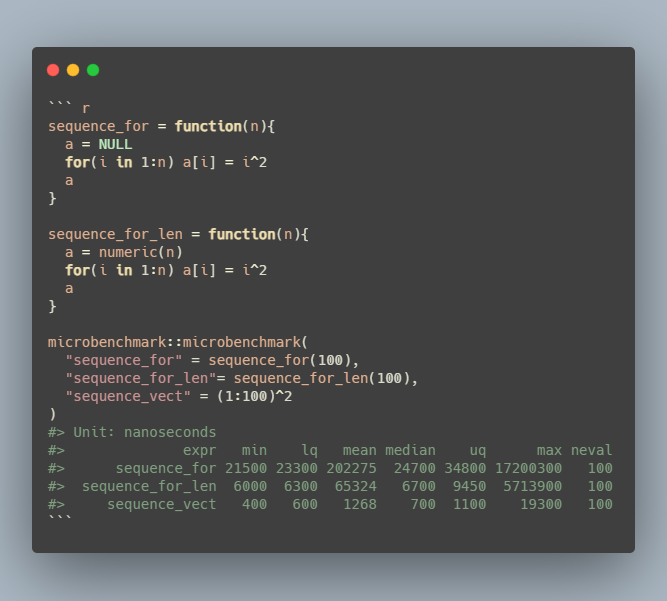 ``` r
sequence_for = function(n){
  a = NULL
  for(i in 1:n) a[i] = i^2
  a
}

sequence_for_len = function(n){
  a = numeric(n)
  for(i in 1:n) a[i] = i^2
  a
}

microbenchmark::microbenchmark(
  "sequence_for" = sequence_for(100),
  "sequence_for_len"= sequence_for_len(100),
  "sequence_vect" = (1:100)^2
)
#> Unit: nanoseconds
#>              expr   min    lq   mean median    uq      max neval
#>      sequence_for 21500 23300 202275  24700 34800 17200300   100
#>  sequence_for_len  6000  6300  65324   6700  9450  5713900   100
#>     sequence_vect   400   600   1268    700  1100    19300   100
```